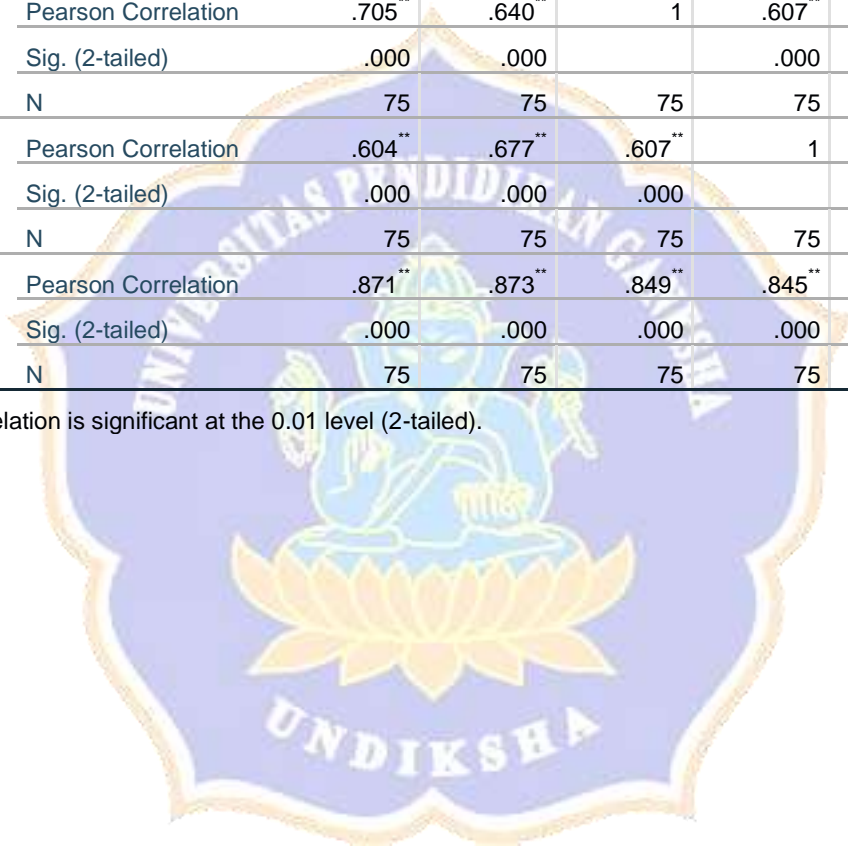 Pearson Correlation .705** .640** 1 .607**
Sig. (2-tailed) .000 .000 .000
N 75 75 75 75
Pearson Correlation .604** .677** .607** 1
Sig. (2-tailed) .000 .000 .000
N 75 75 75 75
Pearson Correlation .871** .873** .849** .845**
Sig. (2-tailed) .000 .000 .000 .000
N 75 75 75 75
elation is significant at the 0.01 level (2-tailed).
UNIVERSITAS PENDIDIKAN GANESHA
UNDIKSHA